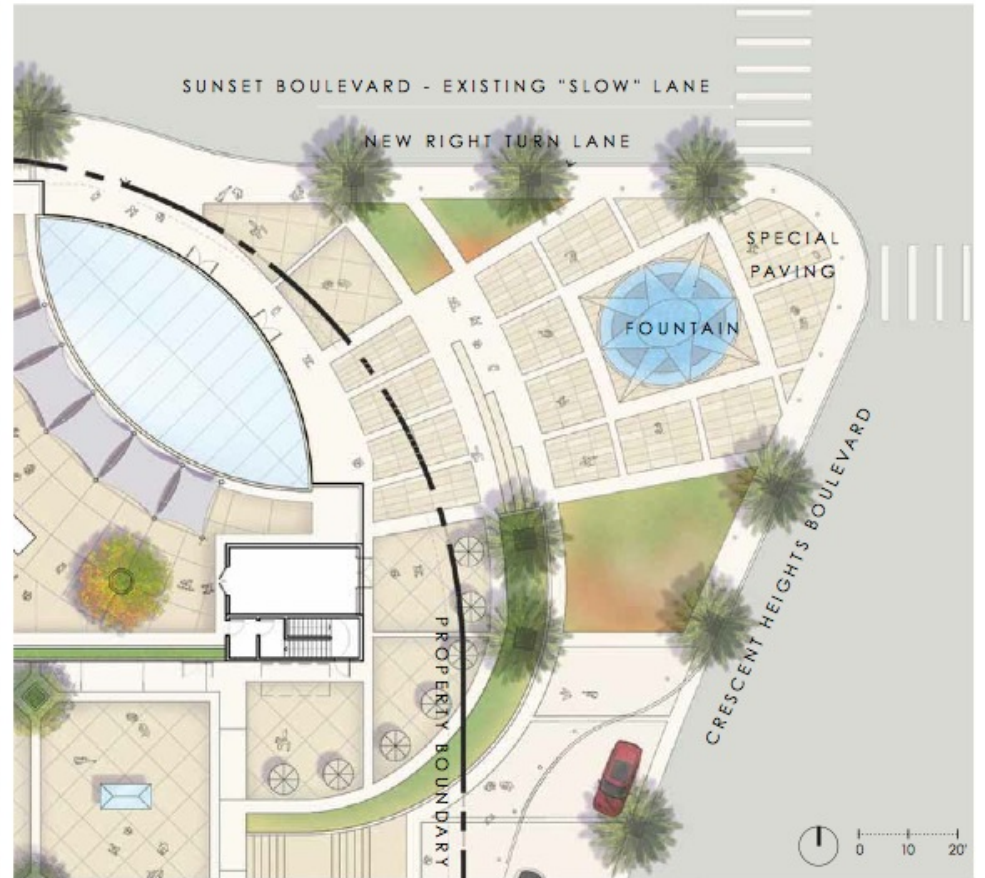 SUNSET BOULEVARD - EXISTING "SLOW" LANE
NEW RIGHT TURN LANE
SPECIAL
PAVING
FOUNTAIN
CRESCENT HEIGHTS BOULEVARD
PROPERTY BOUNDARY
0 10 20'